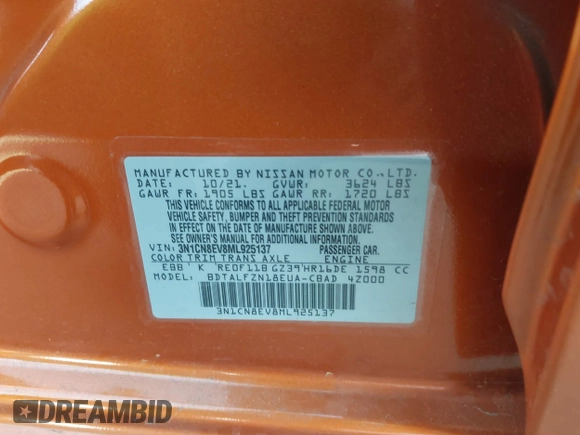 MANUFACTURED BY NISSAN MOTOR CO.,LTD.
DATE: 10/21. GVWR: 3624 LBS
GAWR FR: 1905 LBS GAWR RR: 1720 LBS
THIS VEHICLE CONFORMS TO ALL APPLICABLE FEDERAL MOTOR
VEHICLE SAFETY, BUMPER AND THEFT PREVENTION STANDARDS
IN EFFECT ON THE DATE OF MANUFACTURE SHOWN ABOVE.
SEE OWNER'S MANUAL FOR ADDITIONAL INFORMATION.
VIN: 3N1CN8EV8ML925137 PASSENGER CAR.
COLOR TRIM TRANS AXLE ENGINE
EBB' K RE0F11B GZ39'HR16DE 1598 CC
MODEL: BDTALFZN18EUA-CBAD 4Z000
3N1CN8EV8ML925137
DREAMBID